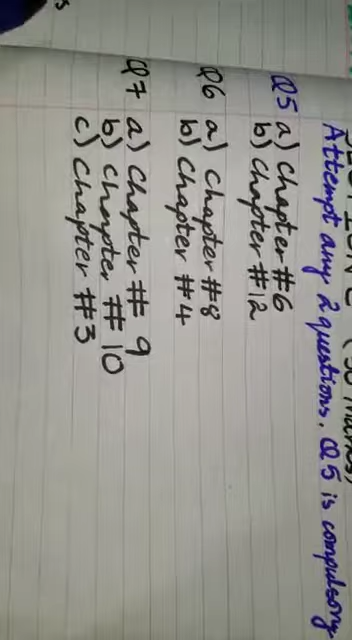 Attempt any 2 questions. Q5 is compulsory
Q5 a) Chapter #6
b) Chapter #12
Q6 a) Chapter #8
b) Chapter #4
Q7 a) Chapter # 9
b) Chapter # 10
c) Chapter #3